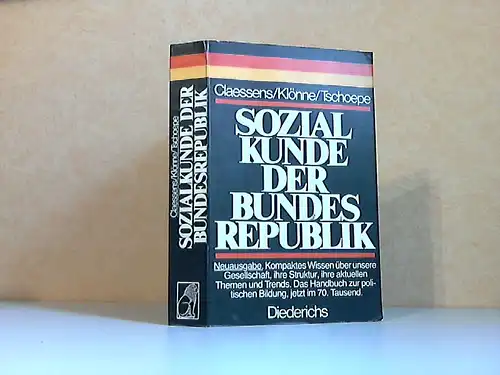 Claessens/Klönne/Tschoepe
SOZIALKUNDE DER
BUNDESREPUBLIK
Claessens/Klönne/Tschoepe
SOZIAL
KUNDE
DER
BUNDES
REPUBLIK
Neuausgabe. Kompaktes Wissen über unsere
Gesellschaft, ihre Struktur, ihre aktuellen
Themen und Trends. Das Handbuch zur poli-
tischen Bildung, jetzt im 70. Tausend.
Diederichs